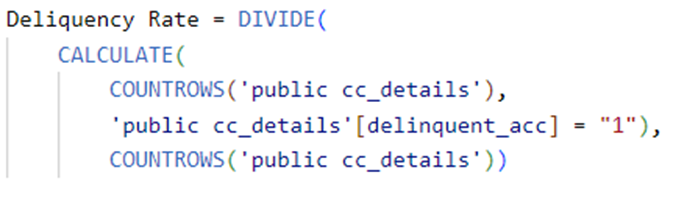 Deliquency Rate = DIVIDE(
CALCULATE(
COUNTROWS('public cc_details'),
'public cc_details'[delinquent_acc] = "1"),
COUNTROWS('public cc_details'))